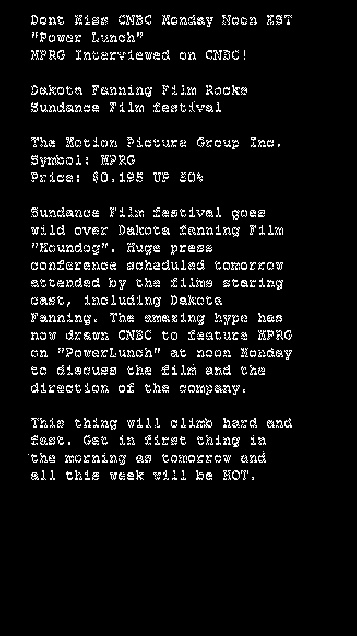 Dont Miss CNBC Monday Noon EST
"Power Lunch"
MPRG Interviewed on CNBC!
Dakota Fanning Film Rocks
Sundance Film festival
The Motion Picture Group Inc.
Symbol: MPRG
Price: $0.195 UP 50%
Sundance Film festival goes
wild over Dakota fanning Film
"Houndog". Huge press
conference scheduled tomorrow
attended by the films staring
cast, including Dakota
Fanning. The amazing hype has
now drawn CNBC to feature MPRG
on "PowerLunch" at noon Monday
to discuss the film and the
direction of the company.
This thing will climb hard and
fast. Get in first thing in
the morning as tomorrow and
all this week will be HOT.